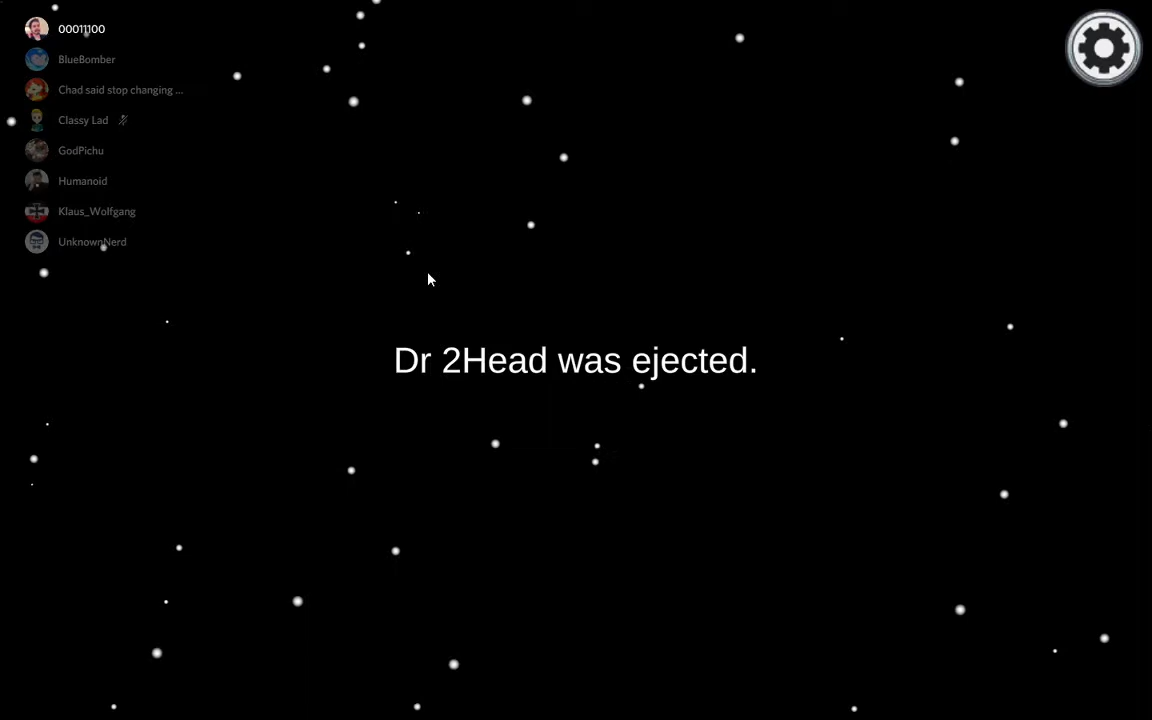 00011100
BlueBomber
Chad said stop changing ...
Classy Lad
GodPichu
Humanoid
Klaus_Wolfgang
UnknownNerd
Dr 2Head was ejected.